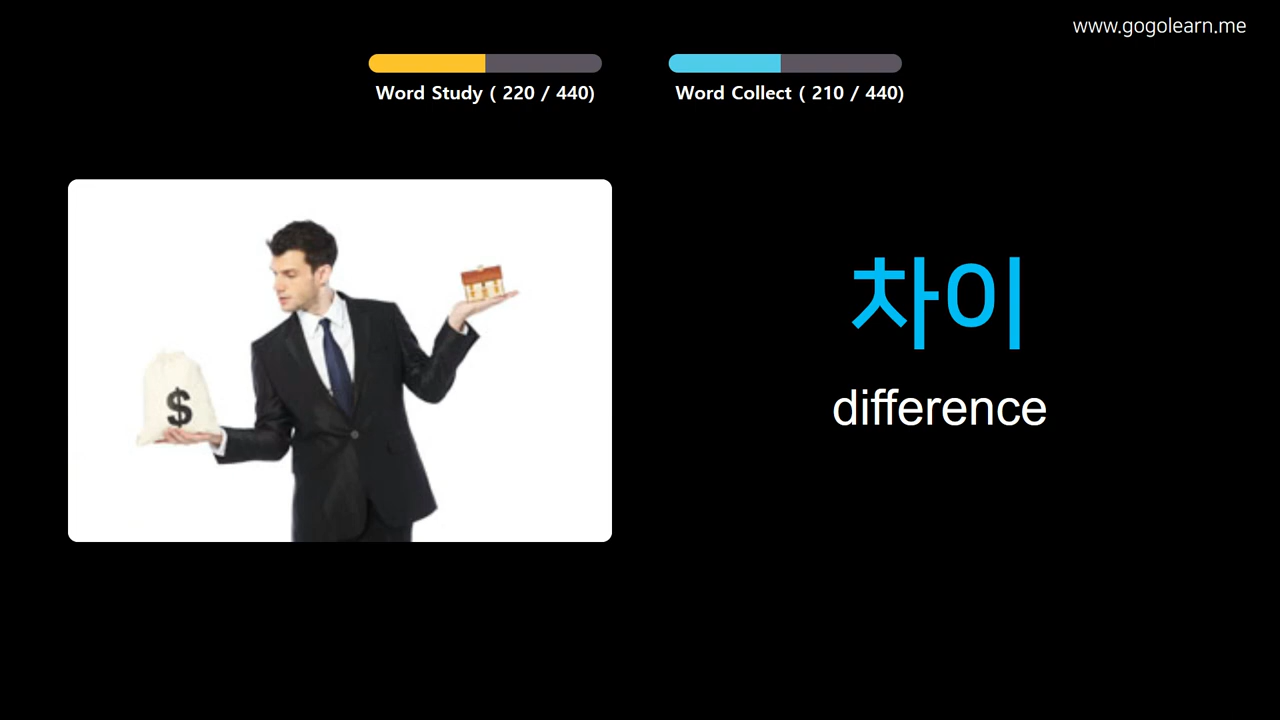 www.gogolearn.me
Word Study ( 220 / 440)
Word Collect ( 210 / 440)
$
차이
difference